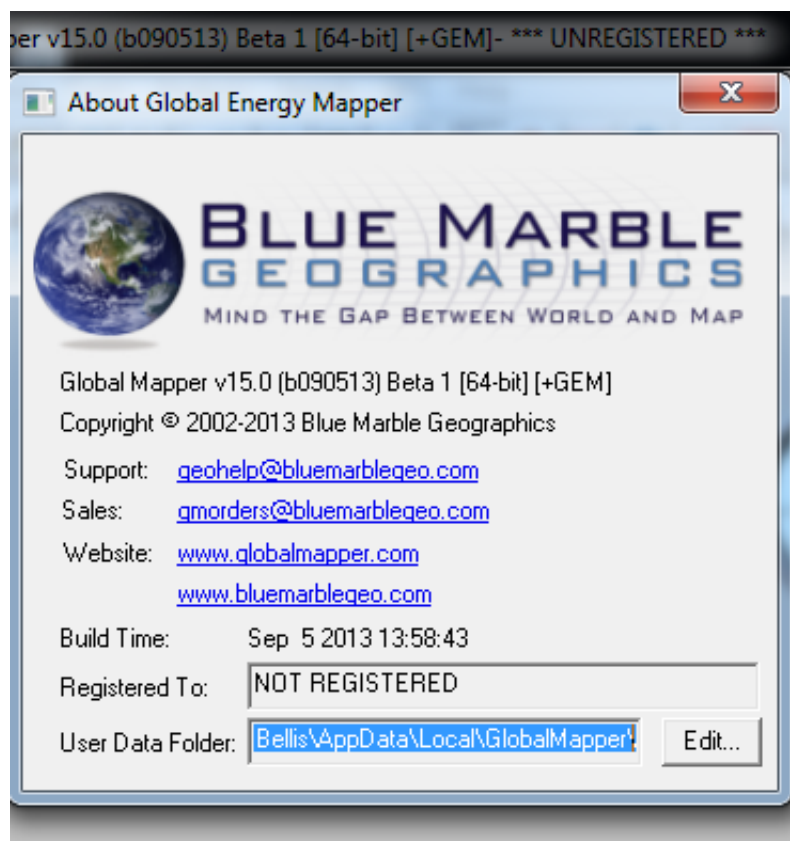 per v15.0 (b090513) Beta 1 [64-bit] [+GEM]- *** UNREGISTERED ***
About Global Energy Mapper
BLUE MARBLE
GEOGRAPHICS
MIND THE GAP BETWEEN WORLD AND MAP
Global Mapper v15.0 (b090513) Beta 1 [64-bit] [+GEM]
Copyright © 2002-2013 Blue Marble Geographics
Support: geohelp@bluemarblegeo.com
Sales: gmorders@bluemarblegeo.com
Website: www.globalmapper.com
www.bluemarblegeo.com
Build Time: Sep 5 2013 13:58:43
Registered To: NOT REGISTERED
User Data Folder: Bellis\AppData\Local\GlobalMapper\ Edit...